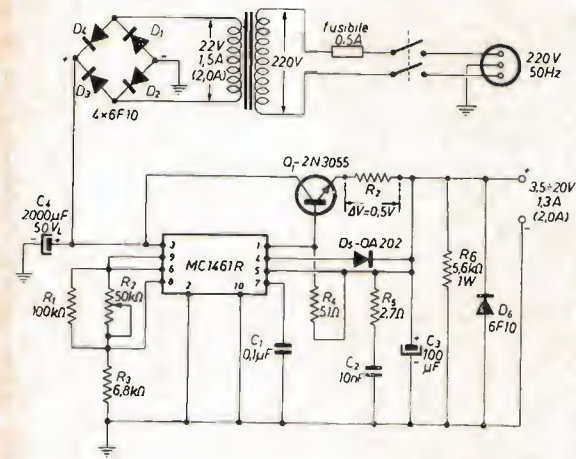 D4
D1
D3
D2
4×6F10
22V
1,5A
(2,0A)
220V
fusibile
0,5A
220V
50Hz
Q1-2N3055
R2
ΔV=0,5V
3,5÷20V
1,3A
(2,0A)
C4
2000μF
50VL
3
9
6
8
MC1461R
2
10
1
4
5
7
D5-0A202
R1
100kΩ
R2
50kΩ
R3
6,8kΩ
C1
0,1μF
R4
51Ω
R5
2,7Ω
C2
10nF
C3
100
μF
R6
5,6kΩ
1W
D6
6F10